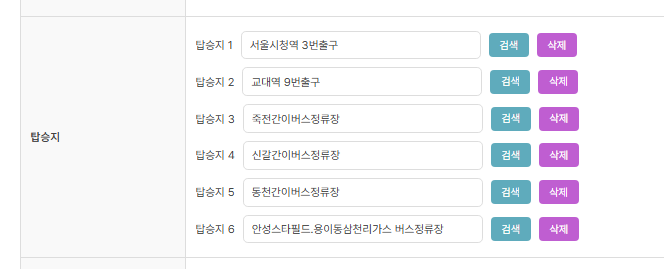 탑승지 1 서울시청역 3번출구 검색 삭제
탑승지 2 교대역 9번출구 검색 삭제
탑승지 3 죽전간이버스정류장 검색 삭제
탑승지
탑승지 4 신갈간이버스정류장 검색 삭제
탑승지 5 동천간이버스정류장 검색 삭제
탑승지 6 안성스타필드.용이동삼천리가스 버스정류장 검색 삭제